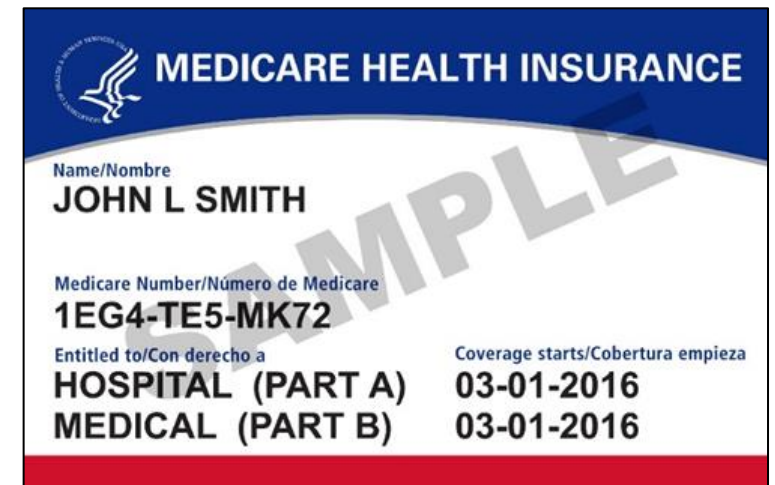 MEDICARE HEALTH INSURANCE
Name/Nombre
JOHN L SMITH
Medicare Number/Número de Medicare
1EG4-TE5-MK72
Entitled to/Con derecho a
HOSPITAL (PART A)
MEDICAL (PART B)
Coverage starts/Cobertura empieza
03-01-2016
03-01-2016
SAMPLE